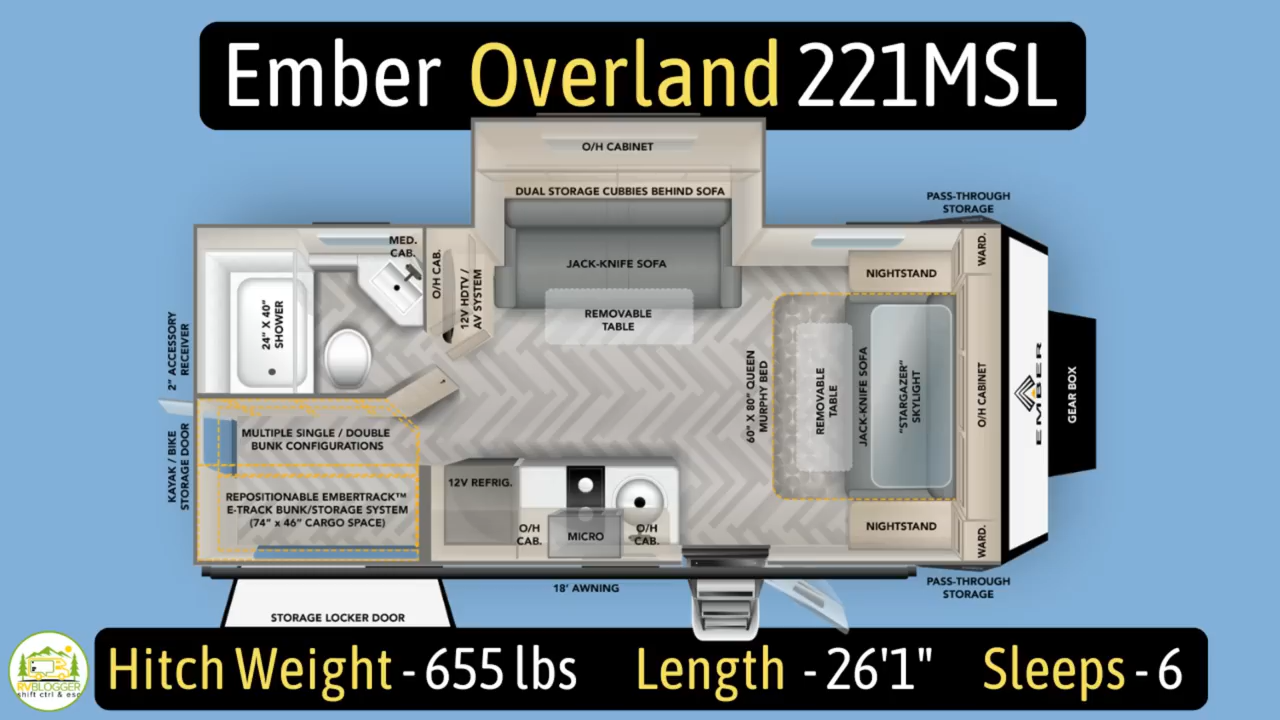 Ember Overland 221MSL
O/H CABINET
DUAL STORAGE CUBBIES BEHIND SOFA
PASS-THROUGH
STORAGE
MED.
CAB.
O/H CAB.
12V HDTV /
AV SYSTEM
JACK-KNIFE SOFA
REMOVABLE
TABLE
NIGHTSTAND
WARD.
24" X 40"
SHOWER
2" ACCESSORY
RECEIVER
60" X 80" QUEEN
MURPHY BED
REMOVABLE
TABLE
JACK-KNIFE SOFA
"STARGAZER"
SKYLIGHT
O/H CABINET
EMBER
GEAR BOX
KAYAK / BIKE
STORAGE DOOR
MULTIPLE SINGLE / DOUBLE
BUNK CONFIGURATIONS
REPOSITIONABLE EMBERTRACK™
E-TRACK BUNK/STORAGE SYSTEM
(74" x 46" CARGO SPACE)
12V REFRIG.
O/H
CAB.
MICRO
O/H
CAB.
NIGHTSTAND
WARD.
PASS-THROUGH
STORAGE
18' AWNING
STORAGE LOCKER DOOR
RVBLOGGER
shift ctrl & esc
Hitch Weight - 655 lbs Length - 26'1" Sleeps - 6